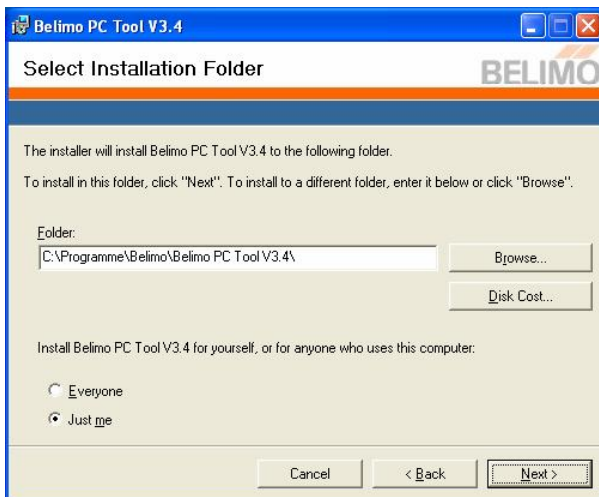 Belimo PC Tool V3.4
Select Installation Folder
BELIMO
The installer will install Belimo PC Tool V3.4 to the following folder.
To install in this folder, click "Next". To install to a different folder, enter it below or click "Browse".
Folder:
C:\Programme\Belimo\Belimo PC Tool V3.4\
Browse...
Disk Cost...
Install Belimo PC Tool V3.4 for yourself, or for anyone who uses this computer:
Everyone
Just me
Cancel
< Back
Next >